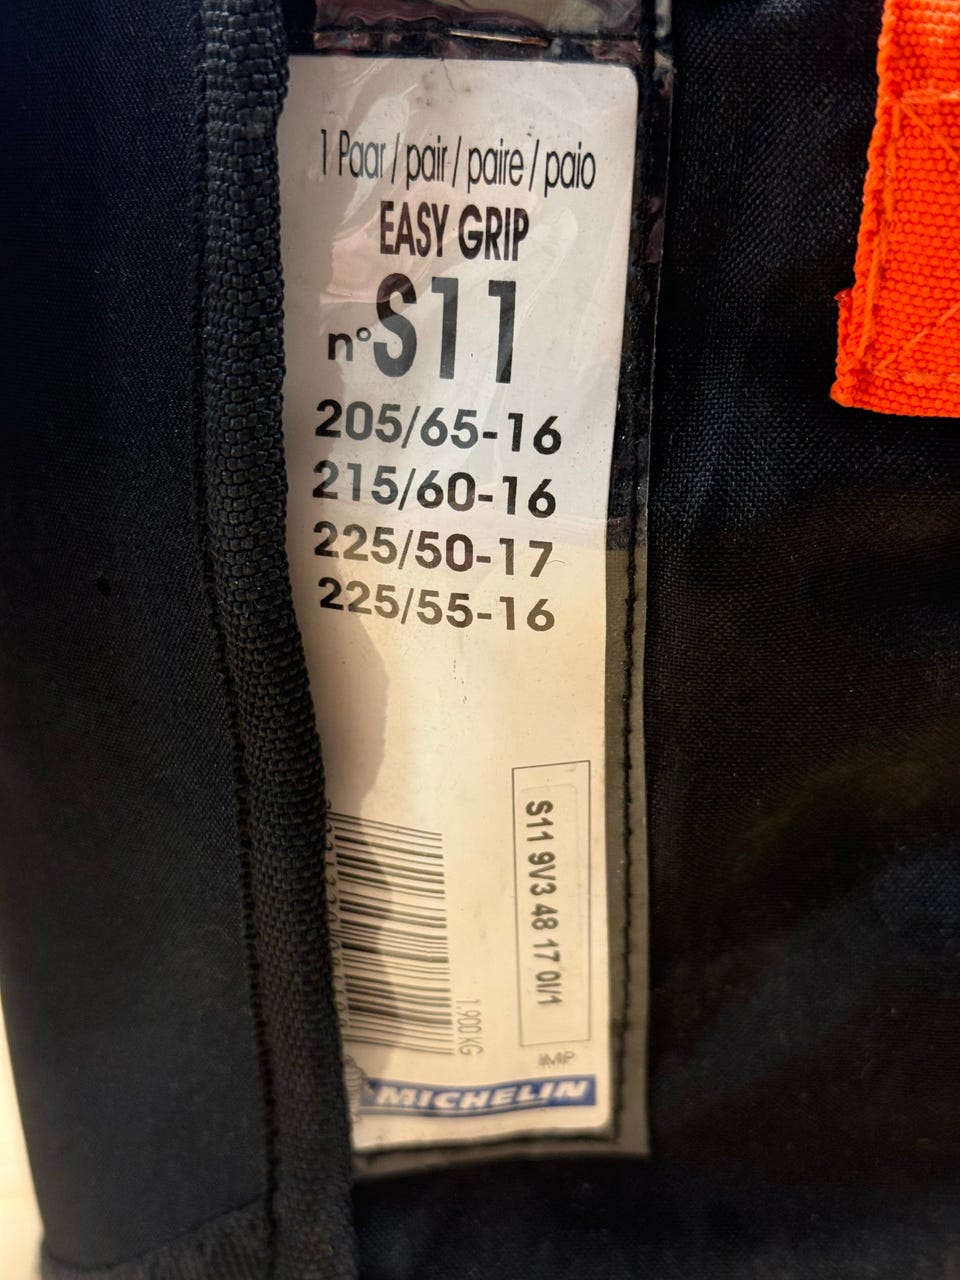 1 Paar / pair / paire / paio
EASY GRIP
n° S11
205/65-16
215/60-16
225/50-17
225/55-16
S11 9V3 48 17 0I/1
1,900 KG
IMP
MICHELIN